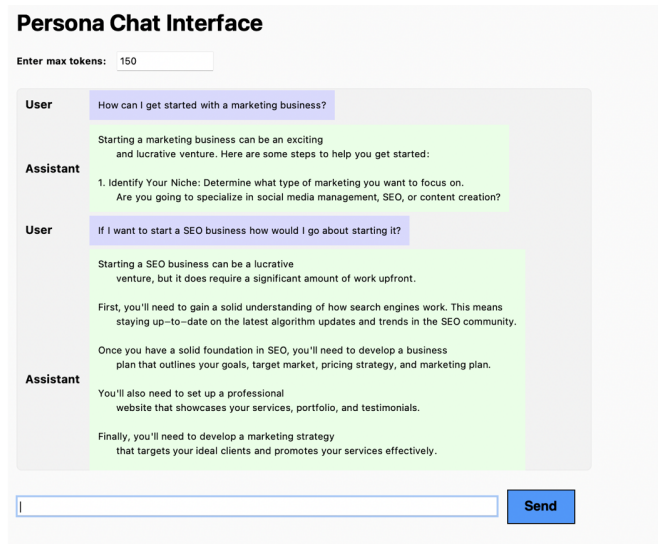 Persona Chat Interface
Enter max tokens: 150
User How can I get started with a marketing business?
Starting a marketing business can be an exciting
and lucrative venture. Here are some steps to help you get started:
Assistant
1. Identify Your Niche: Determine what type of marketing you want to focus on.
Are you going to specialize in social media management, SEO, or content creation?
User If I want to start a SEO business how would I go about starting it?
Starting a SEO business can be a lucrative
venture, but it does require a significant amount of work upfront.
First, you'll need to gain a solid understanding of how search engines work. This means
staying up-to-date on the latest algorithm updates and trends in the SEO community.
Once you have a solid foundation in SEO, you'll need to develop a business
plan that outlines your goals, target market, pricing strategy, and marketing plan.
Assistant
You'll also need to set up a professional
website that showcases your services, portfolio, and testimonials.
Finally, you'll need to develop a marketing strategy
that targets your ideal clients and promotes your services effectively.
Send